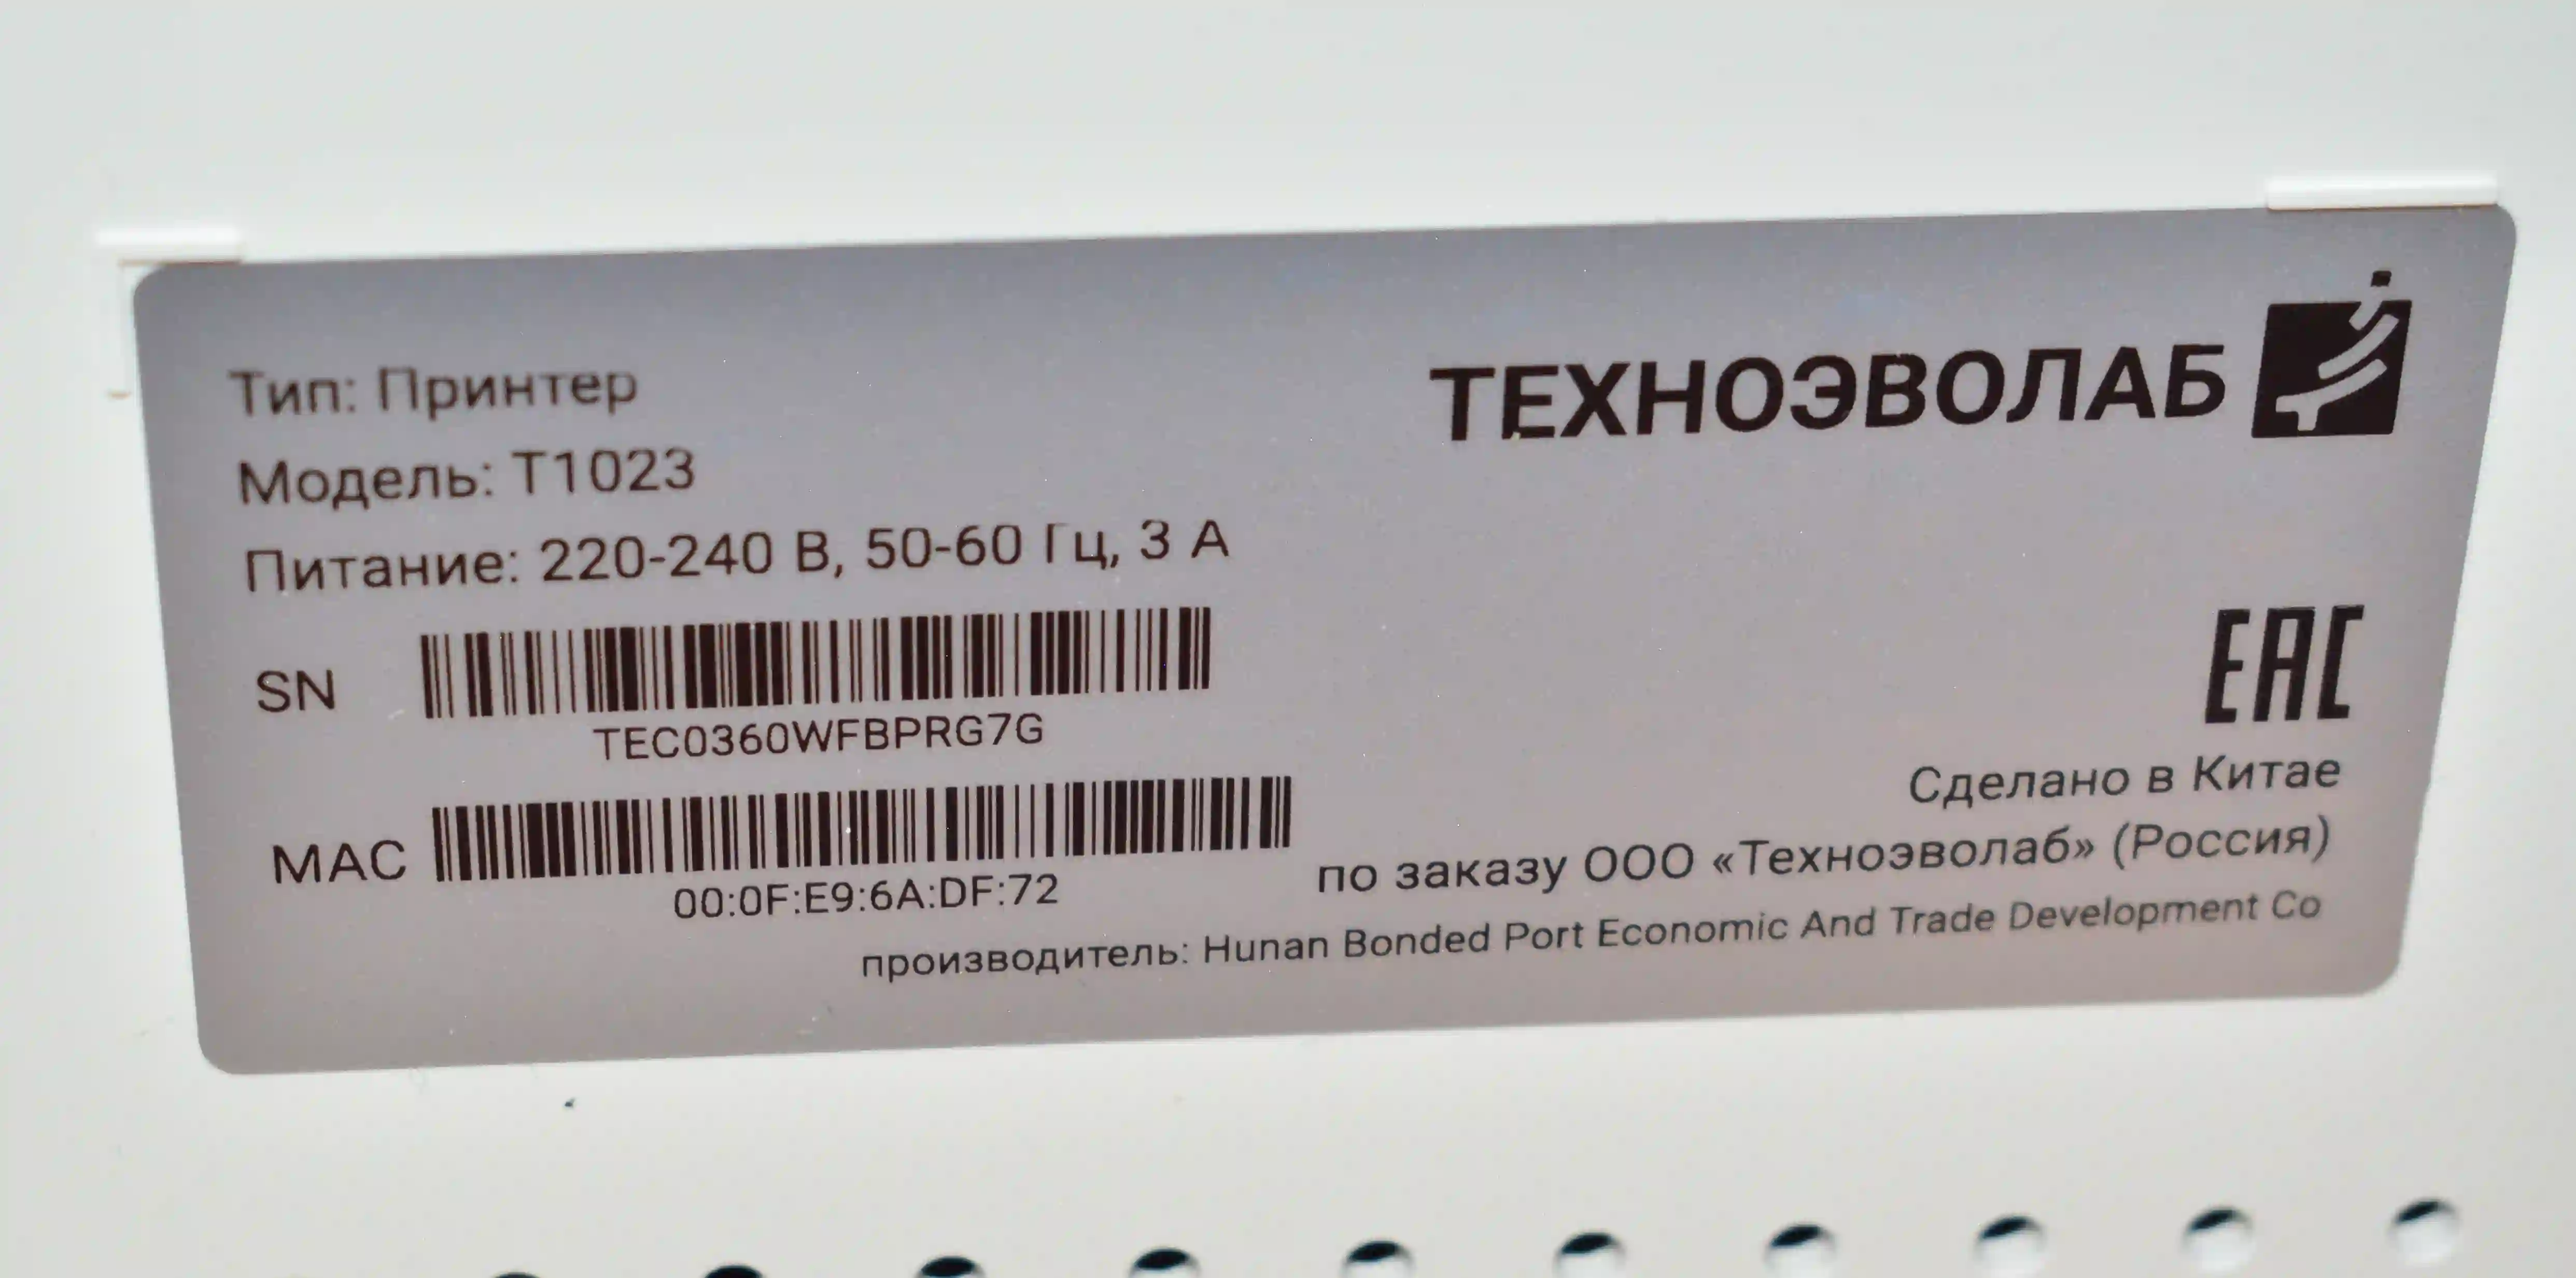 Тип: Принтер
Модель: T1023
Питание: 220-240 В, 50-60 Гц, 3 А
SN
TEC0360WFBPRG7G
MAC
00:0F:E9:6A:DF:72
ТЕХНОЭВОЛАБ
EAC
Сделано в Китае
по заказу ООО «Техноэволаб» (Россия)
производитель: Hunan Bonded Port Economic And Trade Development Co